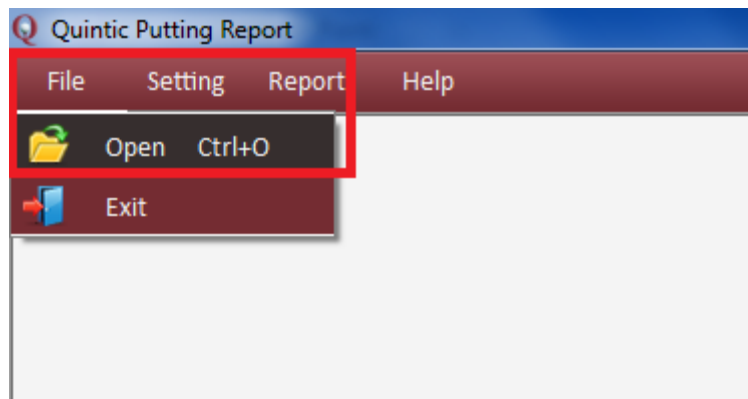 Quintic Putting Report
File Setting Report Help
Open Ctrl+O
Exit